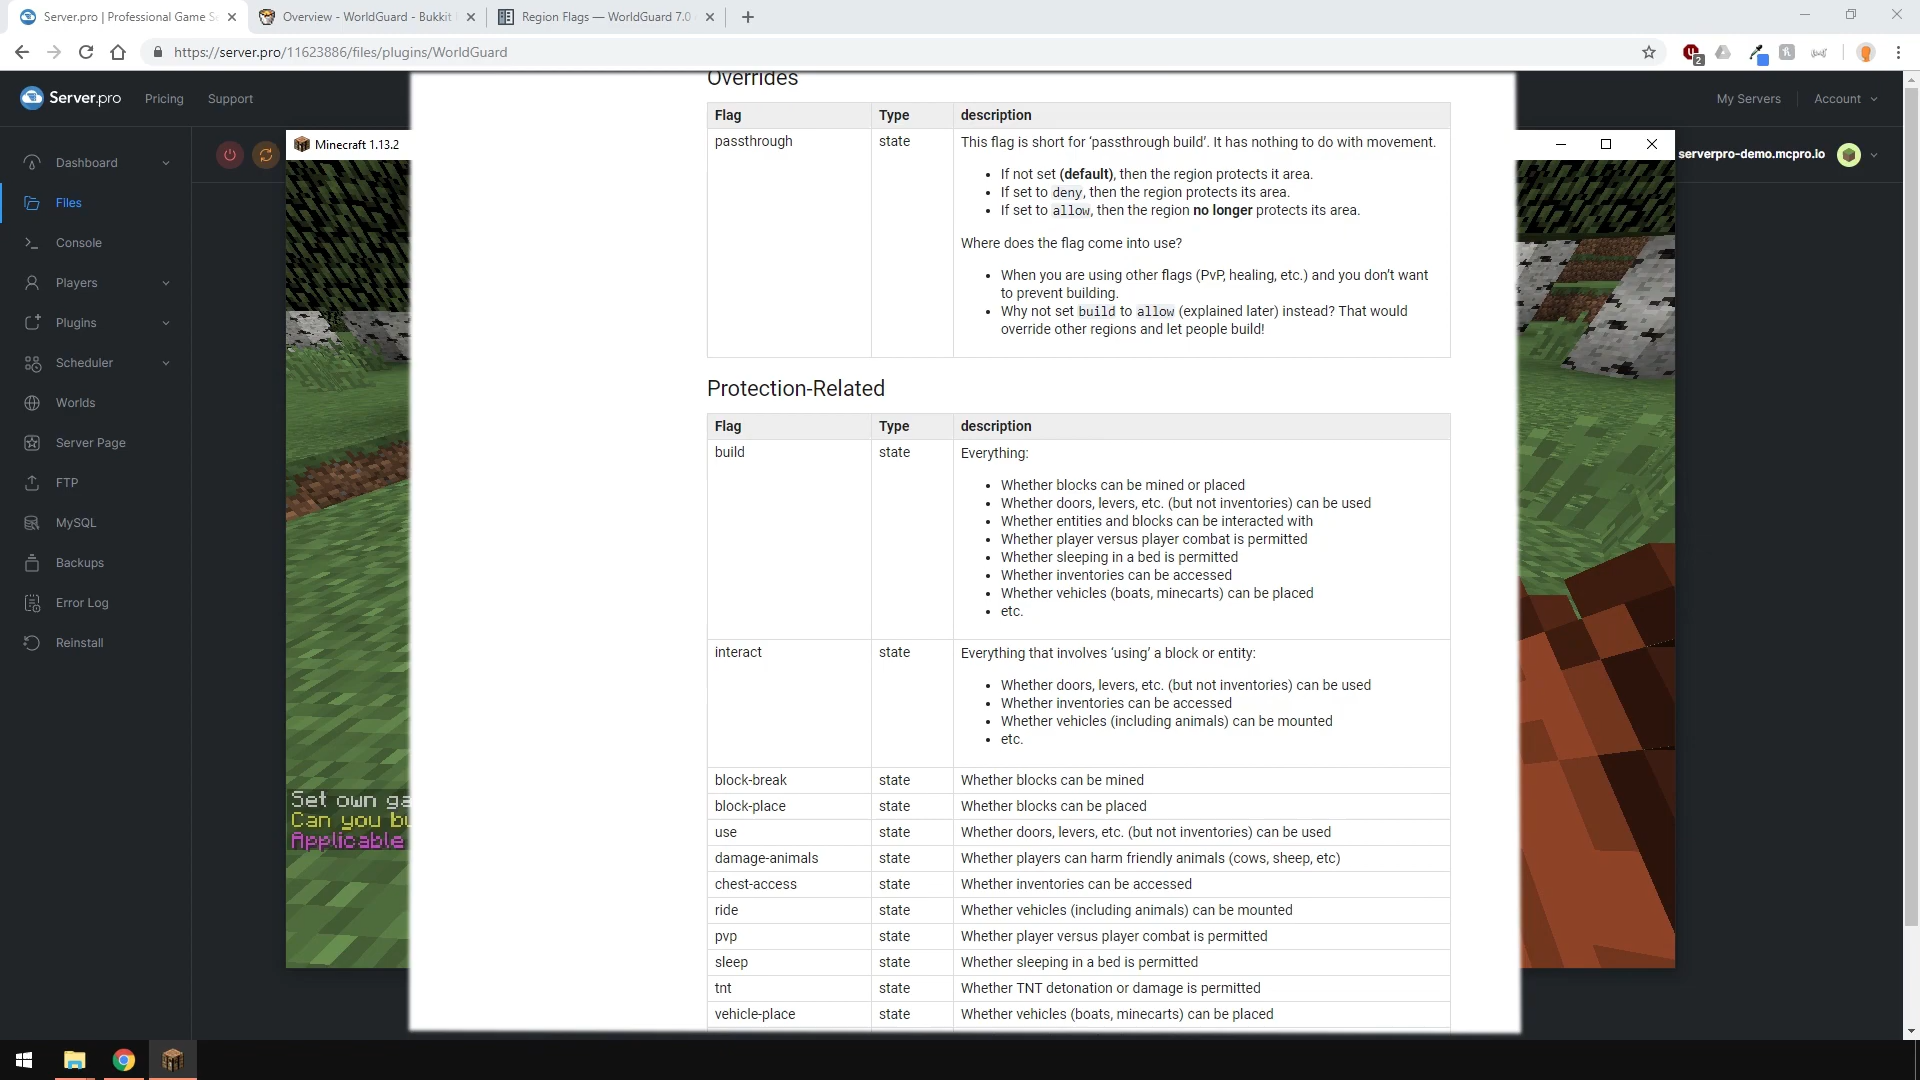 Server.pro | Professional Game Se
Overview - WorldGuard - Bukkit
Region Flags — WorldGuard 7.0
https://server.pro/11623886/files/plugins/WorldGuard
2
Server.pro
Pricing
Support
My Servers
Account
Dashboard
Files
Console
Players
Plugins
Scheduler
Worlds
Server Page
FTP
MySQL
Backups
Error Log
Reinstall
Minecraft 1.13.2
serverpro-demo.mcpro.io
Set own ga
Can you bu
Applicable
Overrides
Flag Type description
passthrough state This flag is short for ‘passthrough build’. It has nothing to do with movement.
If not set (default), then the region protects it area.
If set to deny, then the region protects its area.
If set to allow, then the region no longer protects its area.
Where does the flag come into use?
When you are using other flags (PvP, healing, etc.) and you don’t want
to prevent building.
Why not set build to allow (explained later) instead? That would
override other regions and let people build!
Protection-Related
Flag Type description
build state Everything:
Whether blocks can be mined or placed
Whether doors, levers, etc. (but not inventories) can be used
Whether entities and blocks can be interacted with
Whether player versus player combat is permitted
Whether sleeping in a bed is permitted
Whether inventories can be accessed
Whether vehicles (boats, minecarts) can be placed
etc.
interact state Everything that involves ‘using’ a block or entity:
Whether doors, levers, etc. (but not inventories) can be used
Whether inventories can be accessed
Whether vehicles (including animals) can be mounted
etc.
block-break state Whether blocks can be mined
block-place state Whether blocks can be placed
use state Whether doors, levers, etc. (but not inventories) can be used
damage-animals state Whether players can harm friendly animals (cows, sheep, etc)
chest-access state Whether inventories can be accessed
ride state Whether vehicles (including animals) can be mounted
pvp state Whether player versus player combat is permitted
sleep state Whether sleeping in a bed is permitted
tnt state Whether TNT detonation or damage is permitted
vehicle-place state Whether vehicles (boats, minecarts) can be placed